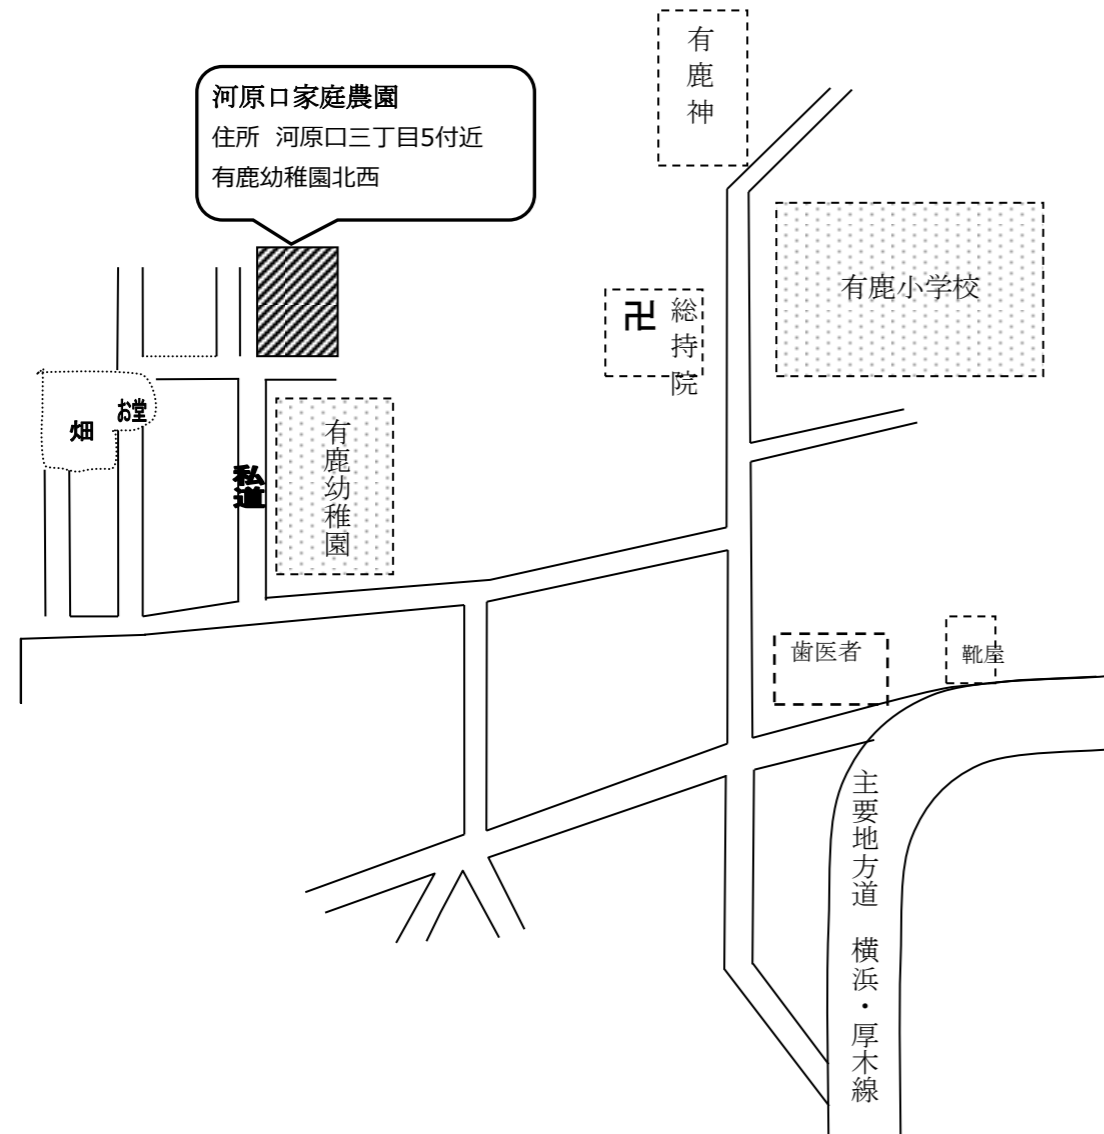 有鹿神
河原口家庭農園
住所 河原口三丁目5付近
有鹿幼稚園北西
有鹿小学校
卍
総持院
お堂
畑
私道
有鹿幼稚園
歯医者
靴屋
主要地方道 横浜・厚木線